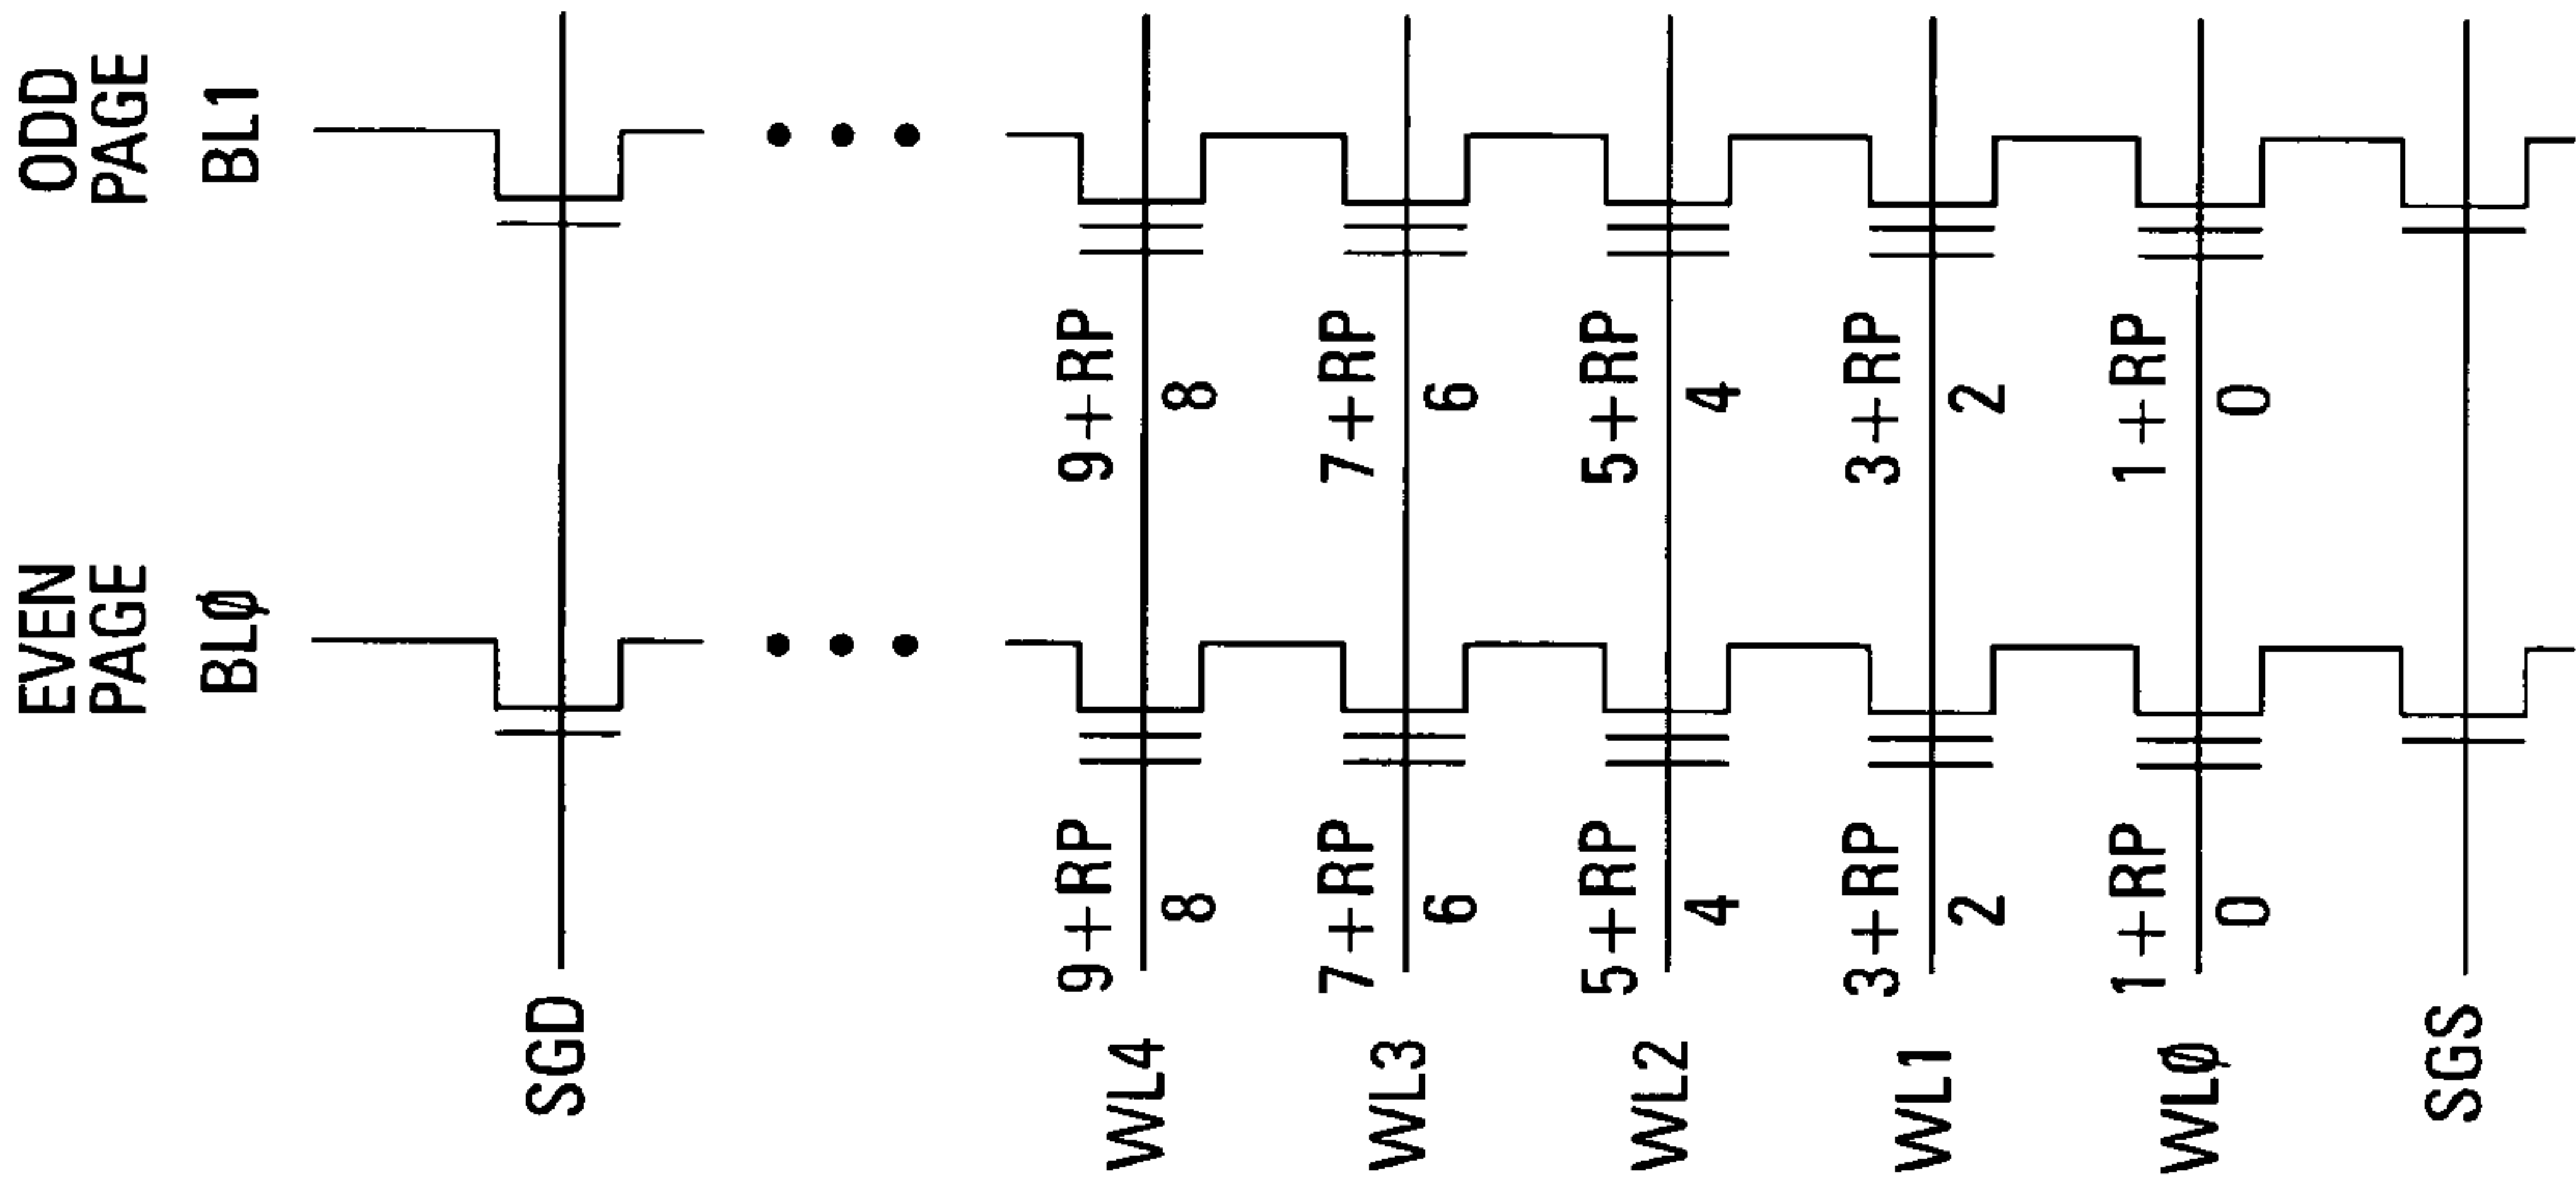 EVEN
PAGE
ODD
PAGE
BLØ
BL1
SGD
WL4
9+RP
8
9+RP
8
WL3
7+RP
6
7+RP
6
WL2
5+RP
4
5+RP
4
WL1
3+RP
2
3+RP
2
WLØ
1+RP
0
1+RP
0
SGS